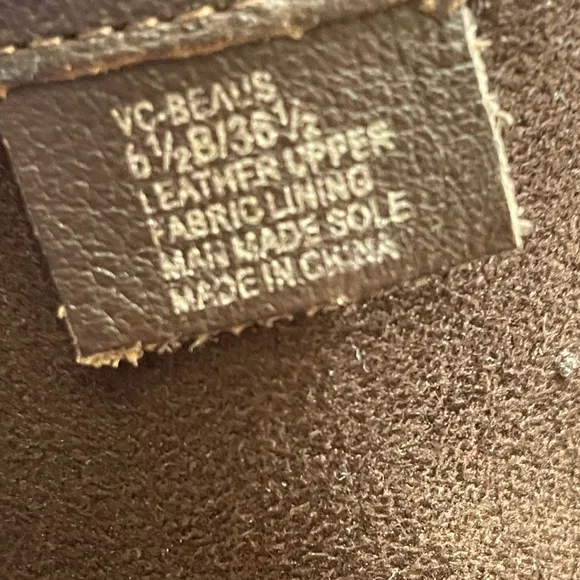 VC-BEAUS
6½B/36½
LEATHER UPPER
FABRIC LINING
MAN MADE SOLE
MADE IN CHINA